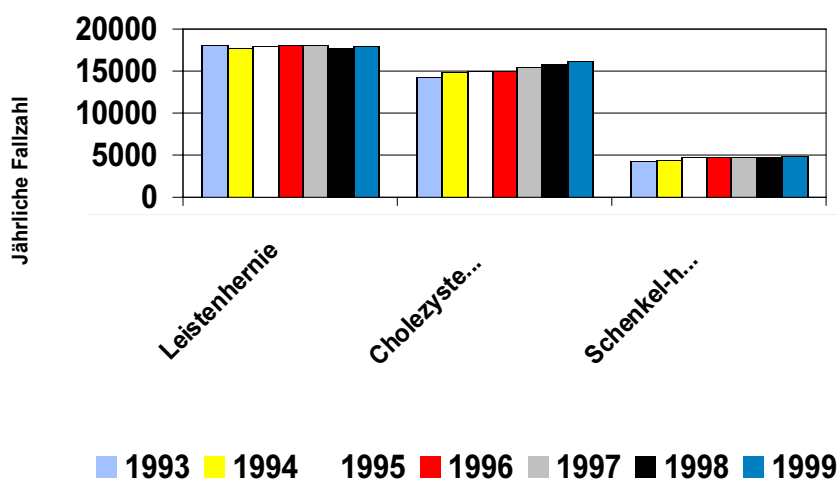 20000
15000
10000
5000
0
Jährliche Fallzahl
Leistenhernie
Cholezyste...
Schenkel-h...
1993 1994 1995 1996 1997 1998 1999